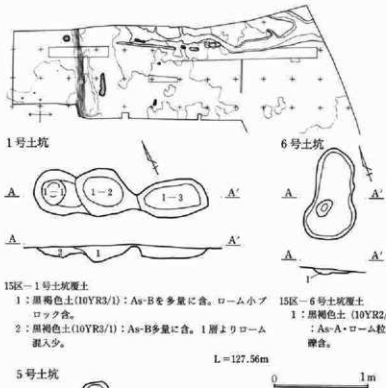 1号土坑
6号土坑
A
1-1
1-2
1-3
A′
A
A′
A
2
1
A′
A
1
A′
15区－1号土坑覆土
1：黒褐色土(10YR3/1)：As-Bを多量に含。ローム小ブ
ロック含。
2：黒褐色土(10YR3/1)：As-B多量に含。1層よりローム
混入少。
15区－6号土坑覆土
1：黒褐色土(10YR2/
：As-A・ローム粒
礫含。
L=127.56m
5号土坑
0
1m